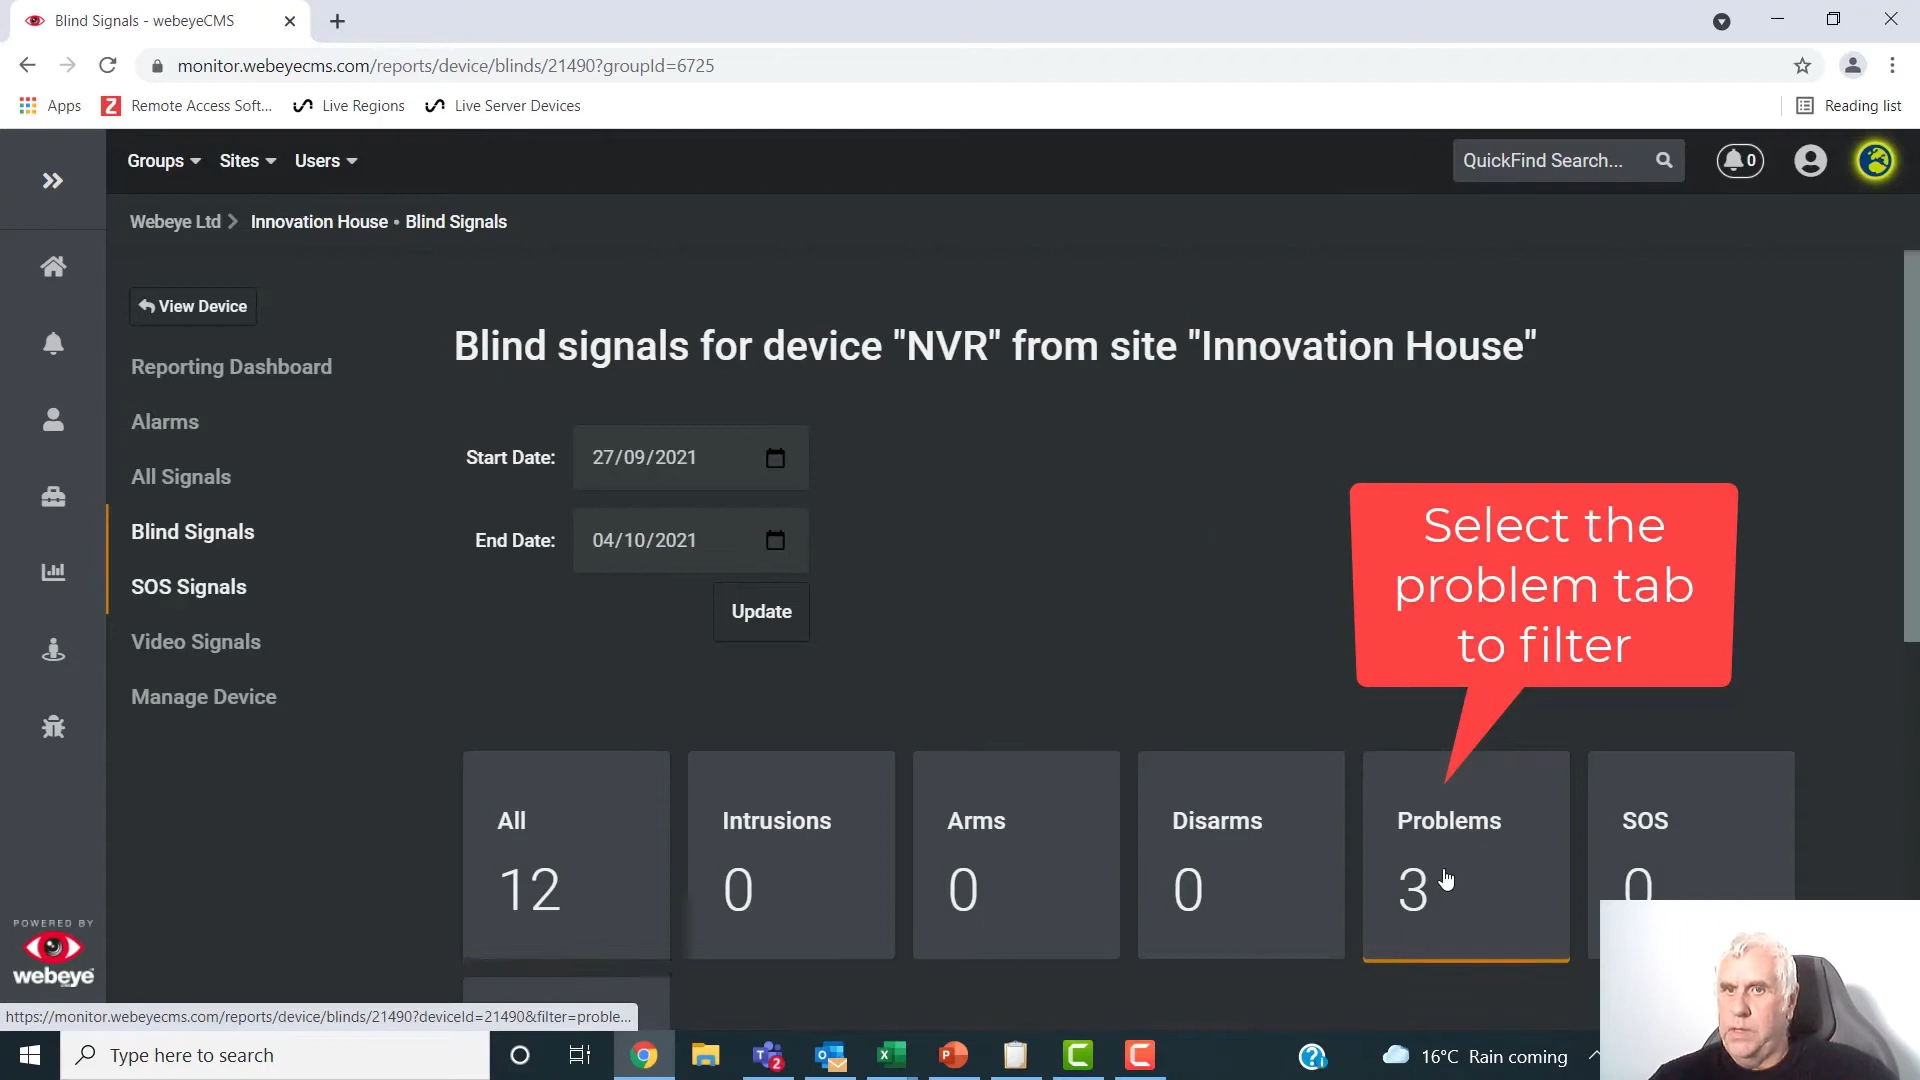 Blind Signals - webeyeCMS
monitor.webeyecms.com/reports/device/blinds/21490?groupId=6725
Apps
Remote Access Soft...
Live Regions
Live Server Devices
Reading list
Groups
Sites
Users
QuickFind Search...
0
Webeye Ltd
Innovation House • Blind Signals
View Device
Reporting Dashboard
Alarms
All Signals
Blind Signals
SOS Signals
Video Signals
Manage Device
Blind signals for device "NVR" from site "Innovation House"
Start Date:
27/09/2021
End Date:
04/10/2021
Update
Select the
problem tab
to filter
All
12
Intrusions
0
Arms
0
Disarms
0
Problems
3
SOS
0
POWERED BY
webeye
https://monitor.webeyecms.com/reports/device/blinds/21490?deviceId=21490&filter=proble...
Type here to search
2
16°C Rain coming